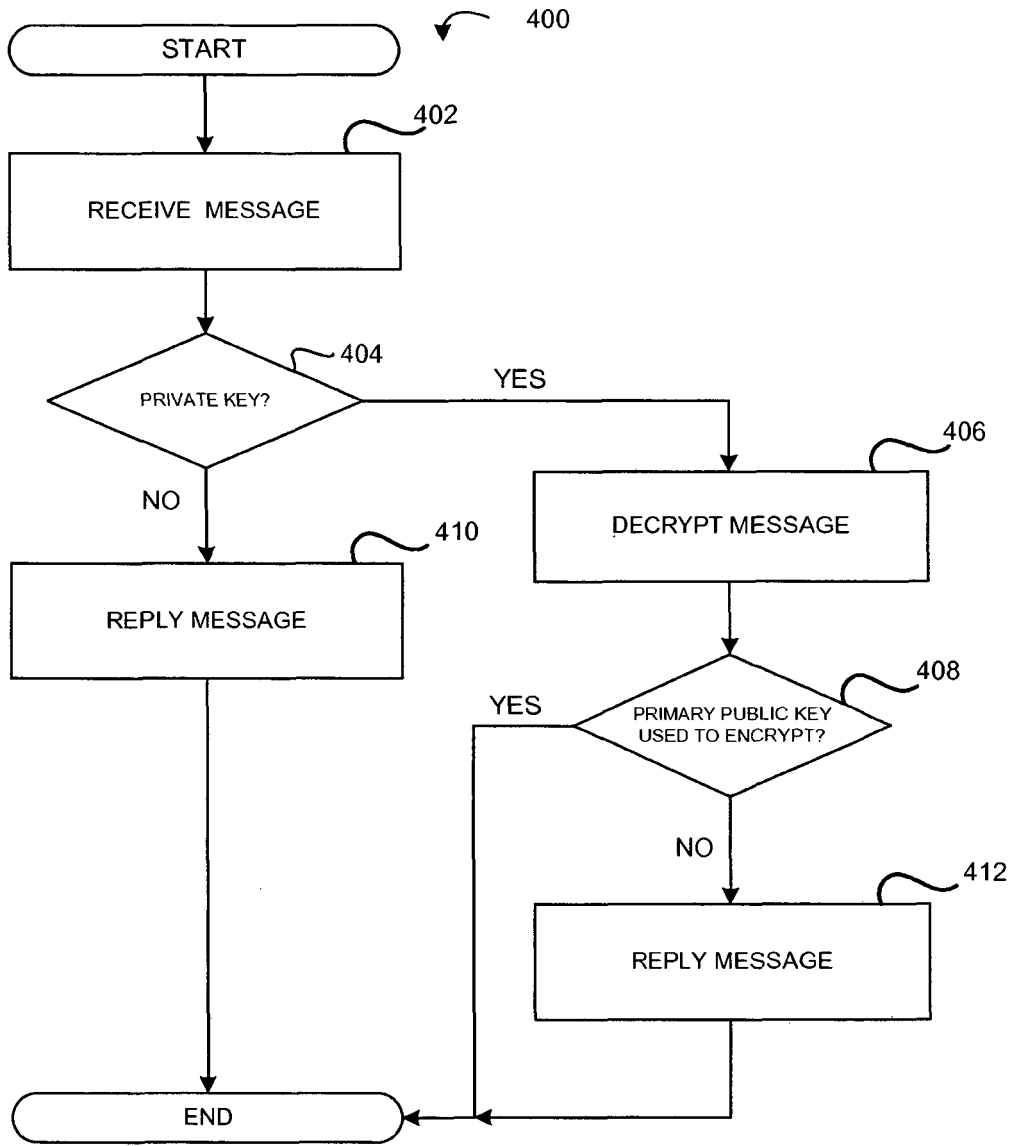 START
400
402
RECEIVE MESSAGE
404
PRIVATE KEY?
YES
NO
406
DECRYPT MESSAGE
410
REPLY MESSAGE
408
PRIMARY PUBLIC KEY
USED TO ENCRYPT?
YES
NO
412
REPLY MESSAGE
END